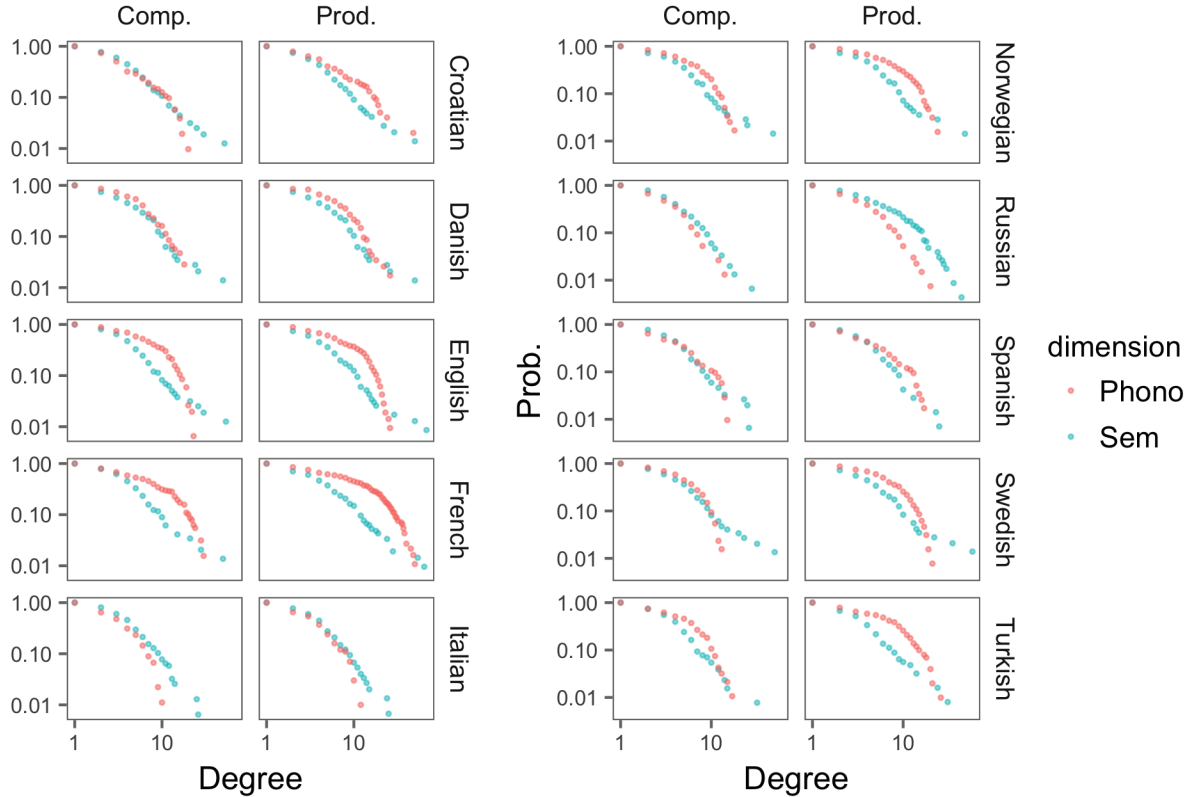 Comp. Prod. Comp. Prod.
1.00
0.10
0.01
Croatian
1.00
0.10
0.01
Norwegian
1.00
0.10
0.01
Danish
1.00
0.10
0.01
Russian
1.00
0.10
0.01
English
Prob.
1.00
0.10
0.01
Spanish
1.00
0.10
0.01
French
1.00
0.10
0.01
Swedish
1.00
0.10
0.01
Italian
1.00
0.10
0.01
Turkish
1 10 1 10 1 10 1 10
Degree Degree
dimension
Phono
Sem